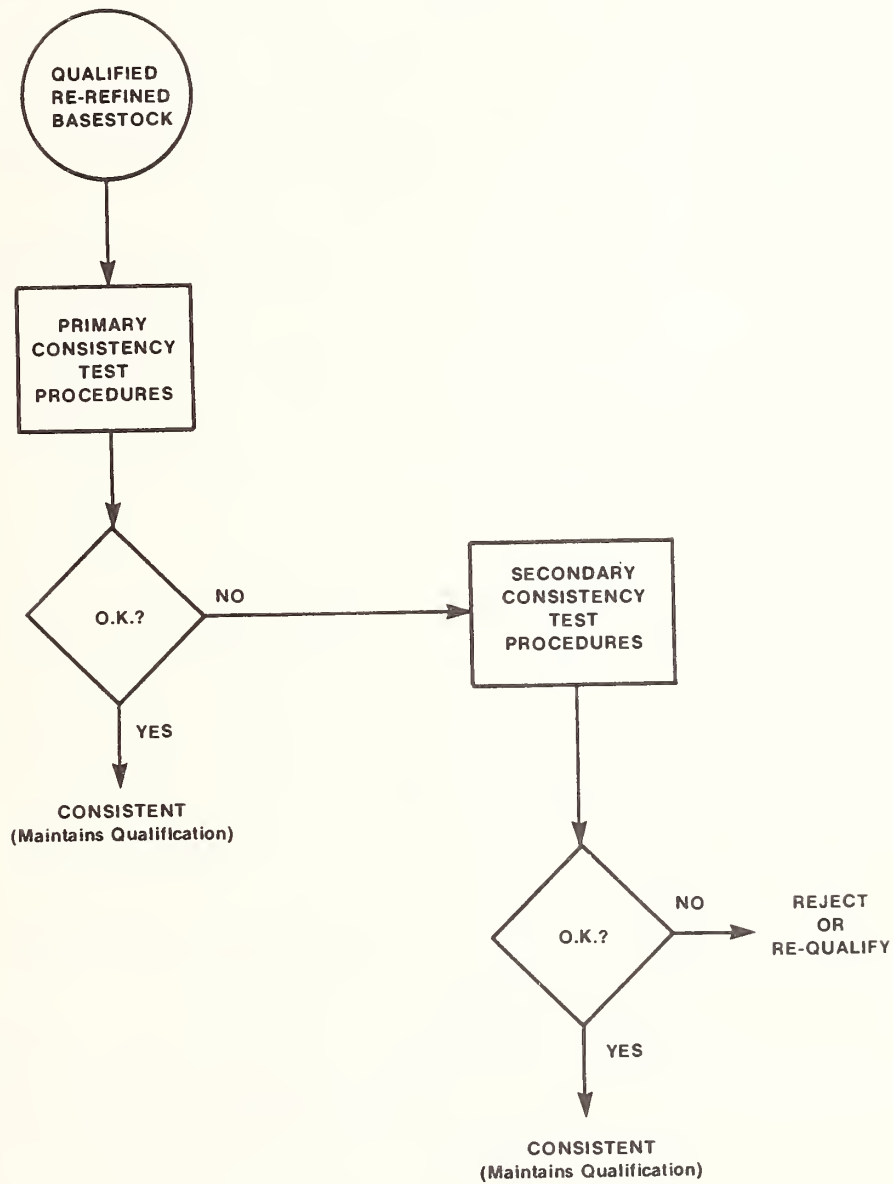 QUALIFIED
RE-REFINED
BASESTOCK
PRIMARY
CONSISTENCY
TEST
PROCEDURES
O.K.?
NO
YES
CONSISTENT
(Maintains Qualification)
SECONDARY
CONSISTENCY
TEST
PROCEDURES
O.K.?
NO
REJECT
OR
RE-QUALIFY
YES
CONSISTENT
(Maintains Qualification)